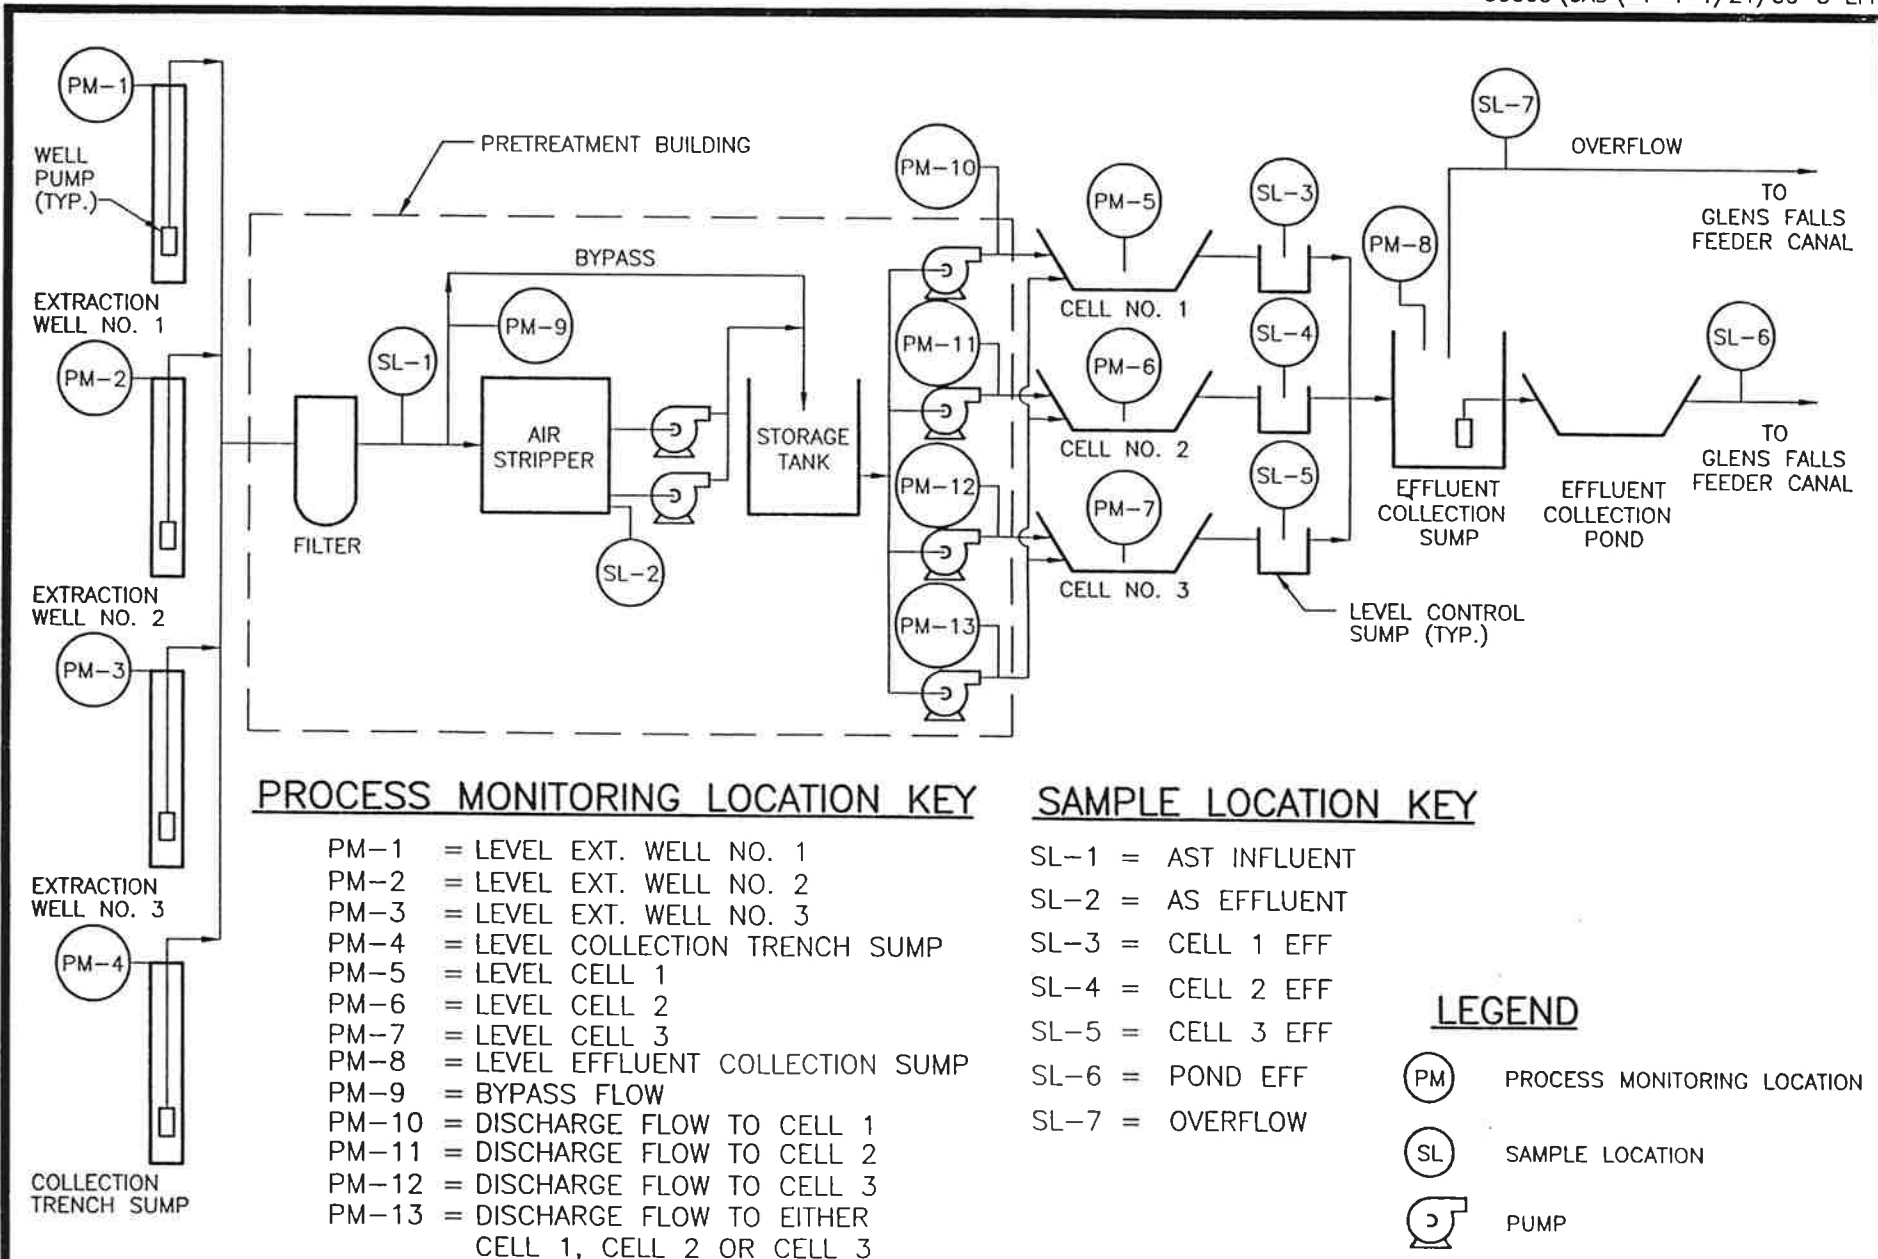 PM-1
WELL
PUMP
(TYP.)
EXTRACTION
WELL NO. 1
PM-2
EXTRACTION
WELL NO. 2
PM-3
EXTRACTION
WELL NO. 3
PM-4
COLLECTION
TRENCH SUMP
PRETREATMENT BUILDING
BYPASS
PM-9
SL-1
FILTER
AIR
STRIPPER
SL-2
STORAGE
TANK
PM-10
PM-11
PM-12
PM-13
PM-5
CELL NO. 1
PM-6
CELL NO. 2
PM-7
CELL NO. 3
SL-3
SL-4
SL-5
LEVEL CONTROL
SUMP (TYP.)
PM-8
EFFLUENT
COLLECTION
SUMP
SL-7
OVERFLOW
TO
GLENS FALLS
FEEDER CANAL
SL-6
TO
GLENS FALLS
FEEDER CANAL
EFFLUENT
COLLECTION
POND
PROCESS MONITORING LOCATION KEY
PM-1 = LEVEL EXT. WELL NO. 1
PM-2 = LEVEL EXT. WELL NO. 2
PM-3 = LEVEL EXT. WELL NO. 3
PM-4 = LEVEL COLLECTION TRENCH SUMP
PM-5 = LEVEL CELL 1
PM-6 = LEVEL CELL 2
PM-7 = LEVEL CELL 3
PM-8 = LEVEL EFFLUENT COLLECTION SUMP
PM-9 = BYPASS FLOW
PM-10 = DISCHARGE FLOW TO CELL 1
PM-11 = DISCHARGE FLOW TO CELL 2
PM-12 = DISCHARGE FLOW TO CELL 3
PM-13 = DISCHARGE FLOW TO EITHER
CELL 1, CELL 2 OR CELL 3
SAMPLE LOCATION KEY
SL-1 = AST INFLUENT
SL-2 = AS EFFLUENT
SL-3 = CELL 1 EFF
SL-4 = CELL 2 EFF
SL-5 = CELL 3 EFF
SL-6 = POND EFF
SL-7 = OVERFLOW
LEGEND
PM PROCESS MONITORING LOCATION
SL SAMPLE LOCATION
PUMP